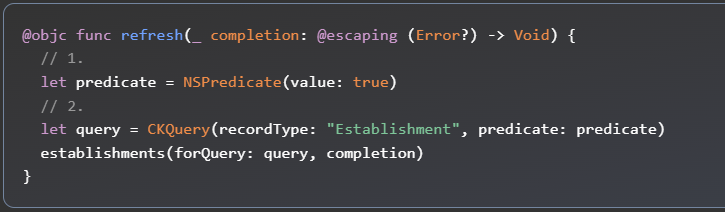 @objc func refresh(_ completion: @escaping (Error?) -> Void) {
  // 1.
  let predicate = NSPredicate(value: true)
  // 2.
  let query = CKQuery(recordType: "Establishment", predicate: predicate)
  establishments(forQuery: query, completion)
}